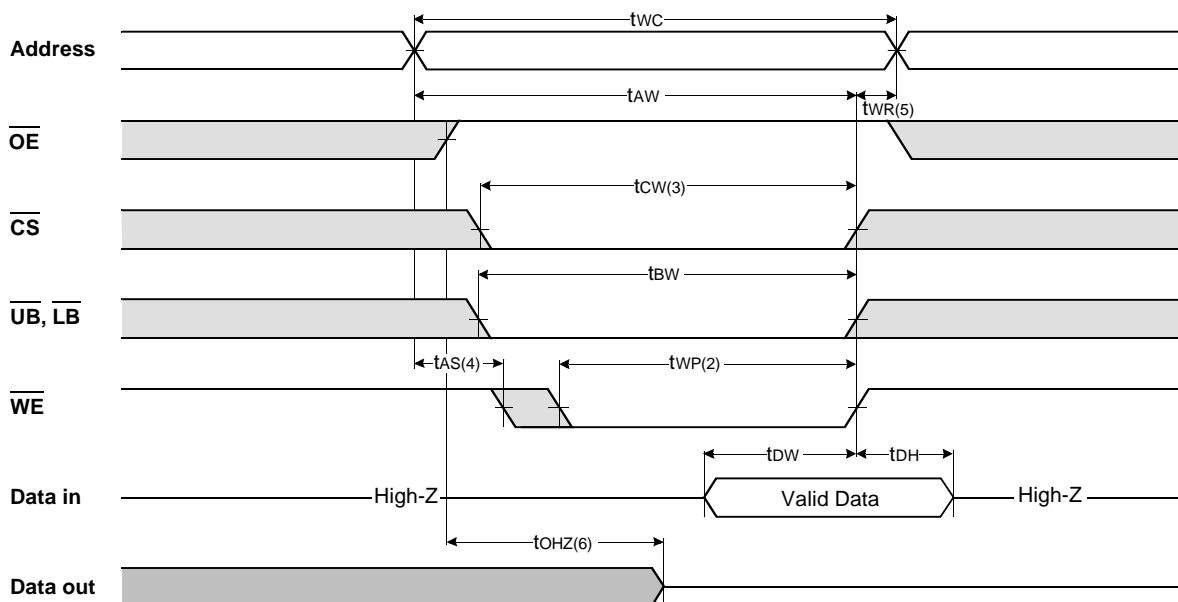 tWC
Address
tAW
tWR(5)
OE
tCW(3)
CS
tBW
UB, LB
tAS(4)
tWP(2)
WE
tDW
tDH
Data in
High-Z
Valid Data
High-Z
tOHZ(6)
Data out